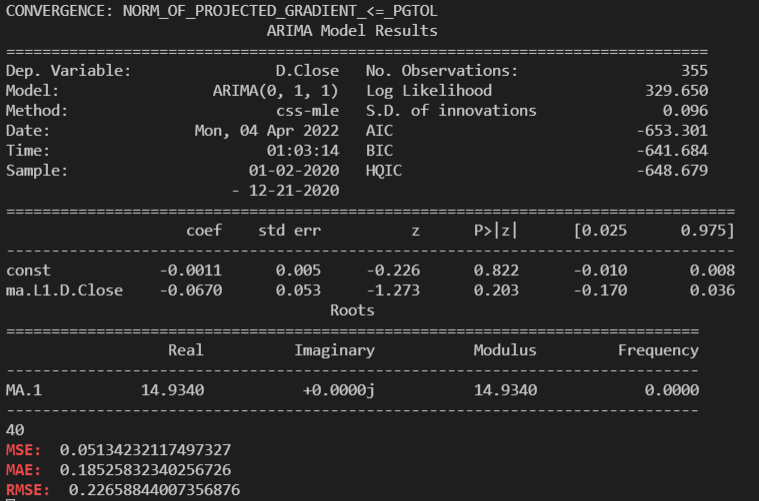 CONVERGENCE: NORM_OF_PROJECTED_GRADIENT_<=_PGTOL
ARIMA Model Results
==============================================================================
Dep. Variable: D.Close No. Observations: 355
Model: ARIMA(0, 1, 1) Log Likelihood 329.650
Method: css-mle S.D. of innovations 0.096
Date: Mon, 04 Apr 2022 AIC -653.301
Time: 01:03:14 BIC -641.684
Sample: 01-02-2020 HQIC -648.679
- 12-21-2020
=================================================================================
coef std err z P>|z| [0.025 0.975]
---------------------------------------------------------------------------------
const -0.0011 0.005 -0.226 0.822 -0.010 0.008
ma.L1.D.Close -0.0670 0.053 -1.273 0.203 -0.170 0.036
Roots
=============================================================================
Real Imaginary Modulus Frequency
-----------------------------------------------------------------------------
MA.1 14.9340 +0.0000j 14.9340 0.0000
-----------------------------------------------------------------------------
40
MSE: 0.05134232117497327
MAE: 0.18525832340256726
RMSE: 0.22658844007356876